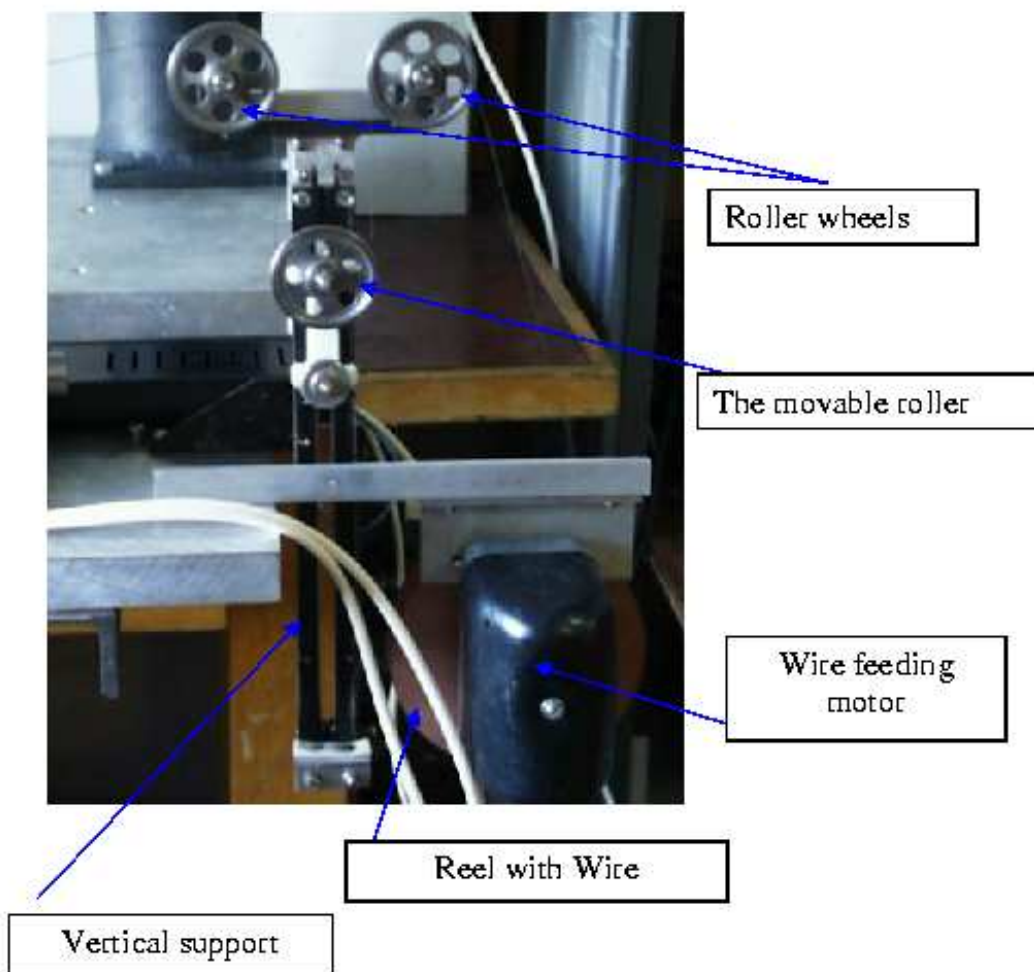 Roller wheels
The movable roller
Wire feeding
motor
Reel with Wire
Vertical support